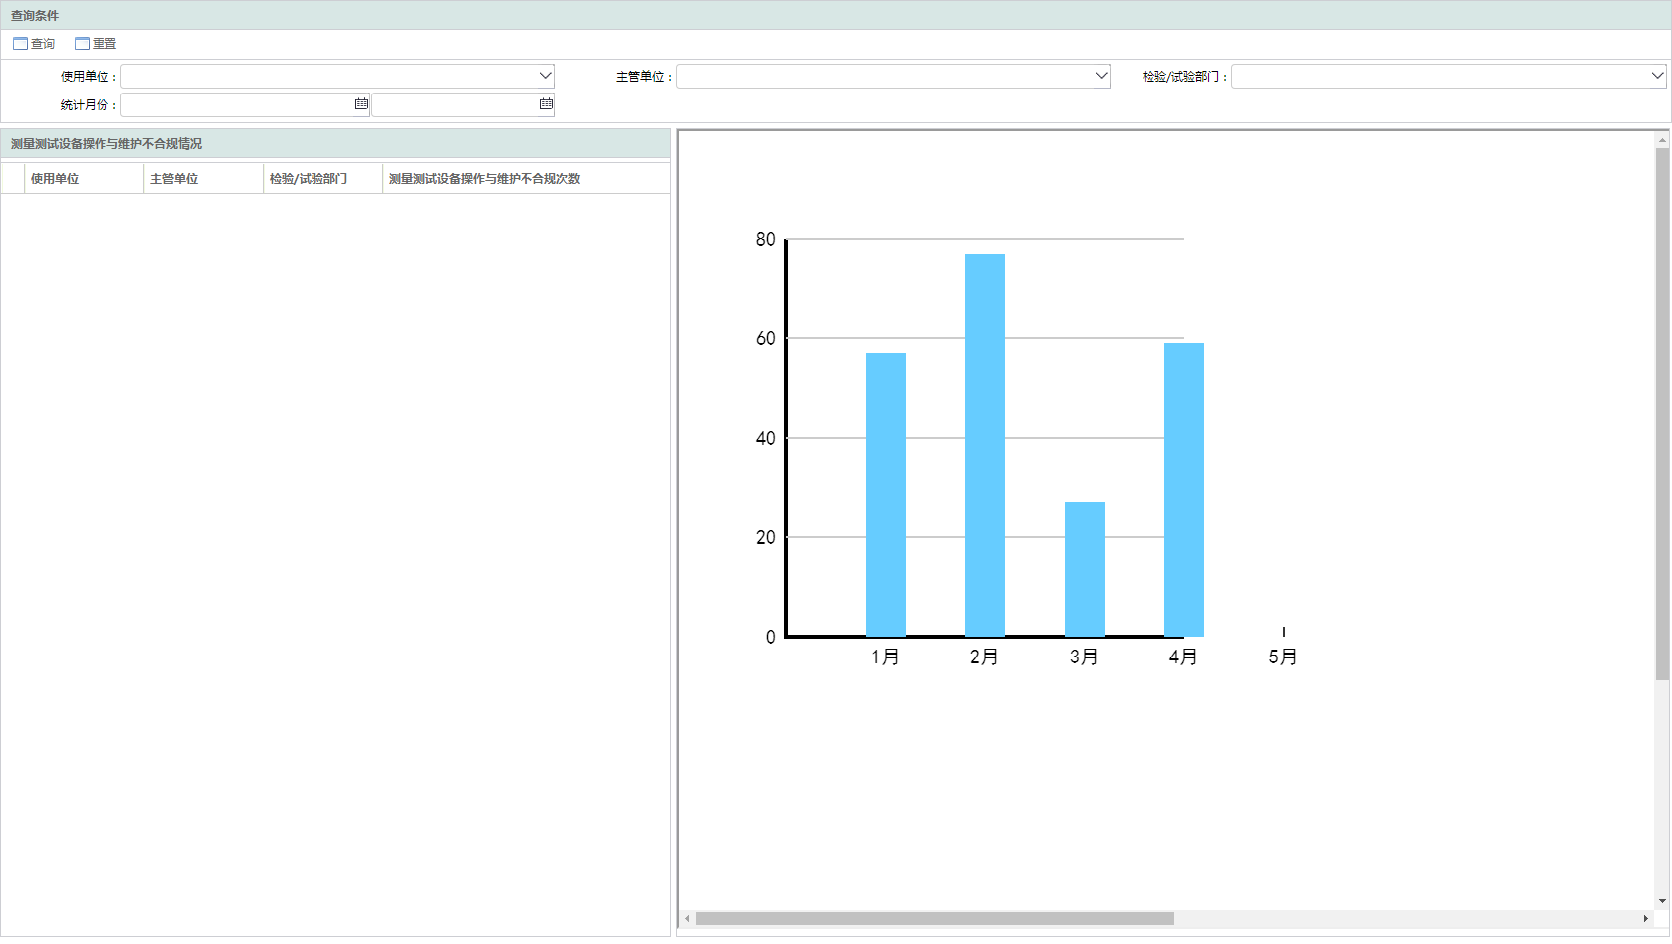 查询条件
查询 重置
使用单位： 主管单位： 检验/试验部门：
统计月份：
测量测试设备操作与维护不合规情况
使用单位 主管单位 检验/试验部门 测量测试设备操作与维护不合规次数
80
60
40
20
0
1月 2月 3月 4月 5月